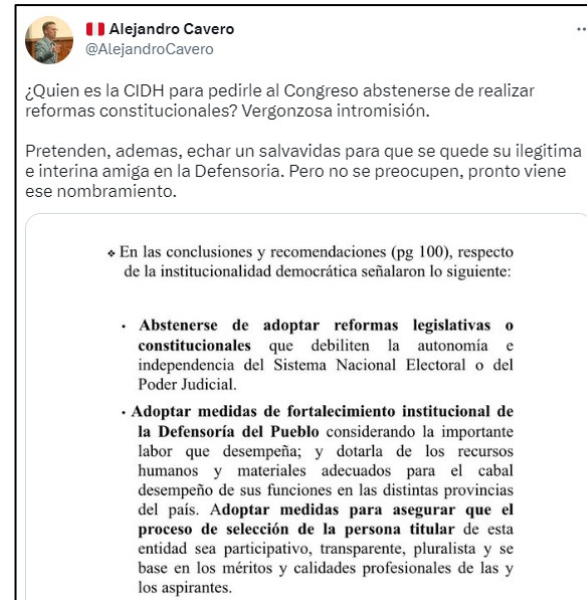 Alejandro Cavero
@AlejandroCavero
¿Quien es la CIDH para pedirle al Congreso abstenerse de realizar
reformas constitucionales? Vergonzosa intromisión.
Pretenden, ademas, echar un salvavidas para que se quede su ilegitima
e interina amiga en la Defensoria. Pero no se preocupen, pronto viene
ese nombramiento.
❖ En las conclusiones y recomendaciones (pg 100), respecto
de la institucionalidad democrática señalaron lo siguiente:
· Abstenerse de adoptar reformas legislativas o
constitucionales que debiliten la autonomía e
independencia del Sistema Nacional Electoral o del
Poder Judicial.
· Adoptar medidas de fortalecimiento institucional de
la Defensoría del Pueblo considerando la importante
labor que desempeña; y dotarla de los recursos
humanos y materiales adecuados para el cabal
desempeño de sus funciones en las distintas provincias
del país. Adoptar medidas para asegurar que el
proceso de selección de la persona titular de esta
entidad sea participativo, transparente, pluralista y se
base en los méritos y calidades profesionales de las y
los aspirantes.